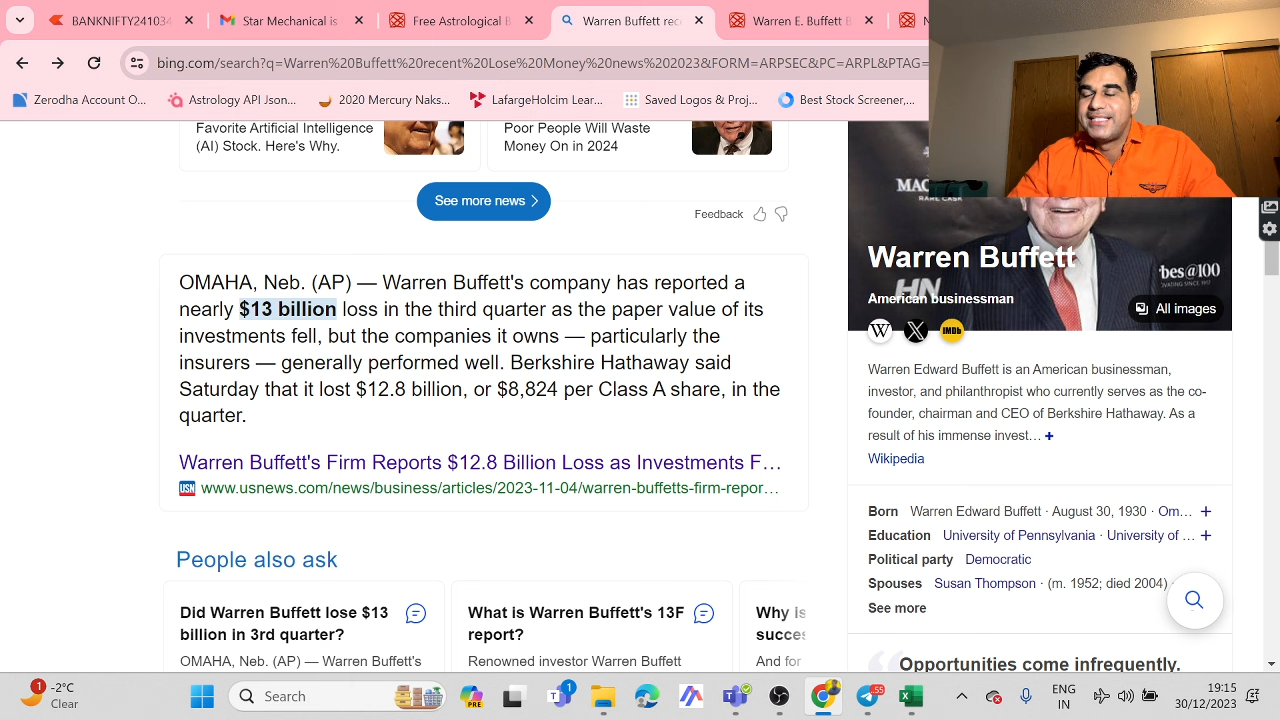 BANKNIFTY241034
Star Mechanical is
Free Astrological B
Warren Buffett rec
Warren E. Buffett B
bing.com/search?q=Warren%20Buffett%20recent%20Lose%20Money%20news%202023&FORM=ARPSEC&PC=ARPL&PTAG=
Zerodha Account O...
Astrology API Json...
2020 Mercury Naks...
LafargeHolcim Lear...
Saved Logos & Proj...
Best Stock Screener,...
Favorite Artificial Intelligence
(AI) Stock. Here's Why.
Poor People Will Waste
Money On in 2024
See more news
Feedback
OMAHA, Neb. (AP) — Warren Buffett's company has reported a
nearly $13 billion loss in the third quarter as the paper value of its
investments fell, but the companies it owns — particularly the
insurers — generally performed well. Berkshire Hathaway said
Saturday that it lost $12.8 billion, or $8,824 per Class A share, in the
quarter.
Warren Buffett's Firm Reports $12.8 Billion Loss as Investments F...
USN www.usnews.com/news/business/articles/2023-11-04/warren-buffetts-firm-repor...
People also ask
Did Warren Buffett lose $13
billion in 3rd quarter?
OMAHA, Neb. (AP) — Warren Buffett's
What is Warren Buffett's 13F
report?
Renowned investor Warren Buffett
Why is
succes
And for
RARE CASK
Warren Buffett
rbes@100
HN
American businessman
All images
W
X
IMDb
Warren Edward Buffett is an American businessman,
investor, and philanthropist who currently serves as the co-
founder, chairman and CEO of Berkshire Hathaway. As a
result of his immense invest... +
Wikipedia
Born Warren Edward Buffett · August 30, 1930 · Om... +
Education University of Pennsylvania · University of ... +
Political party Democratic
Spouses Susan Thompson · (m. 1952; died 2004)
See more
Opportunities come infrequently.
1
-2°C
Clear
Search
PRE
1
.55
ENG
IN
19:15
30/12/2023